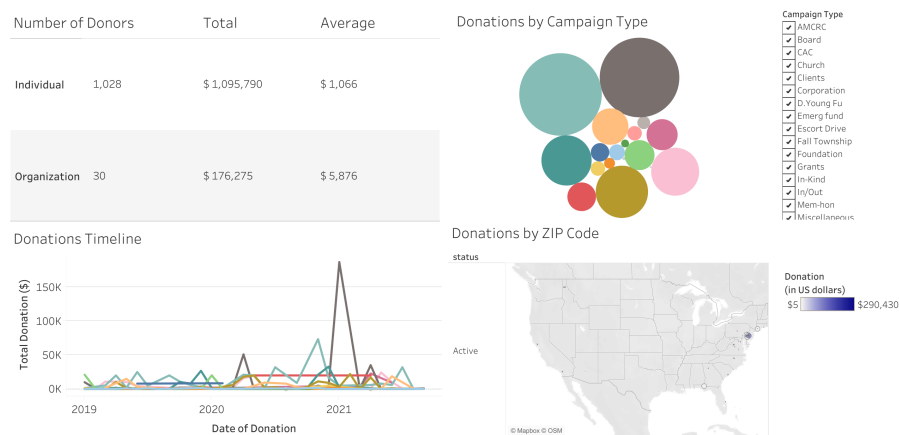 Number of Donors Total Average
Individual 1,028 $ 1,095,790 $ 1,066
Organization 30 $ 176,275 $ 5,876
Donations by Campaign Type
Campaign Type
AMCRC
Board
CAC
Church
Clients
Corporation
D.Young Fu
Emerg fund
Escort Drive
Fall Township
Foundation
Grants
In-Kind
In/Out
Mem-hon
Miscellaneous
Donations Timeline
Total Donation ($)
150K
100K
50K
0K
2019 2020 2021
Date of Donation
Donations by ZIP Code
status
Active
© Mapbox © OSM
Donation
(in US dollars)
$5 $290,430